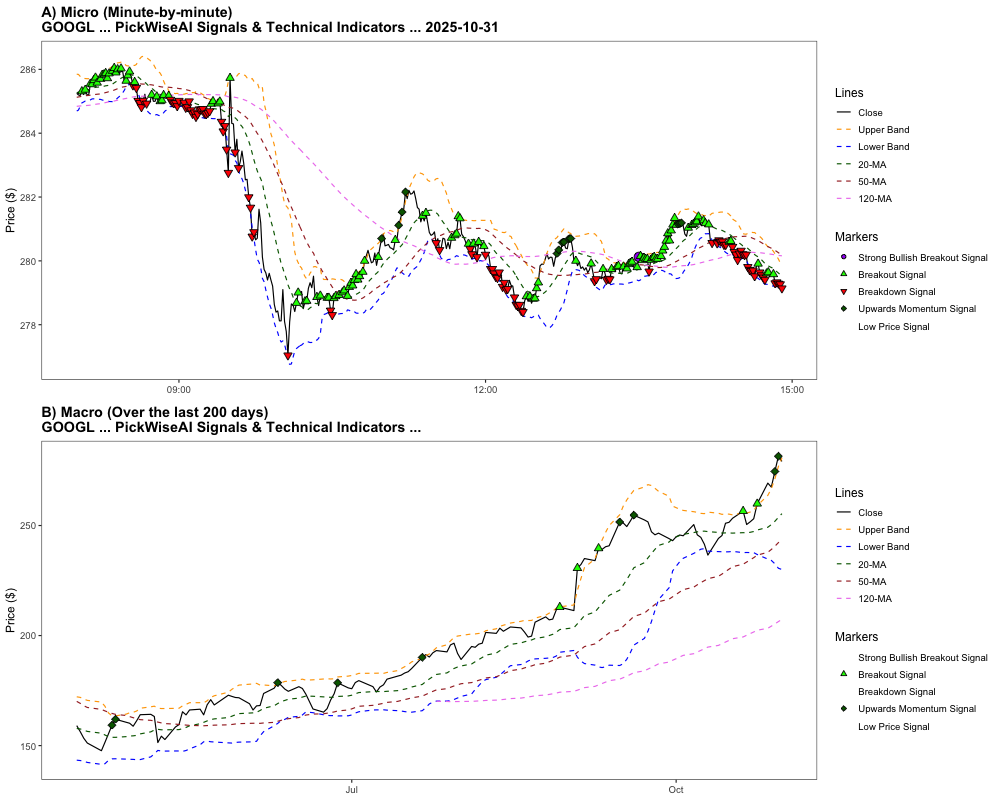 A) Micro (Minute-by-minute)
GOOGL ... PickWiseAI Signals & Technical Indicators ... 2025-10-31
Price ($)
286
284
282
280
278
09:00
12:00
15:00
Lines
Close
Upper Band
Lower Band
20-MA
50-MA
120-MA
Markers
Strong Bullish Breakout Signal
Breakout Signal
Breakdown Signal
Upwards Momentum Signal
Low Price Signal
B) Macro (Over the last 200 days)
GOOGL ... PickWiseAI Signals & Technical Indicators ...
Price ($)
250
200
150
Jul
Oct
Lines
Close
Upper Band
Lower Band
20-MA
50-MA
120-MA
Markers
Strong Bullish Breakout Signal
Breakout Signal
Breakdown Signal
Upwards Momentum Signal
Low Price Signal